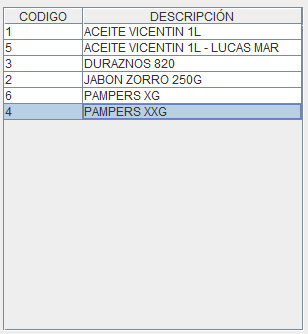 CODIGO DESCRIPCIÓN
1 ACEITE VICENTIN 1L
5 ACEITE VICENTIN 1L - LUCAS MAR
3 DURAZNOS 820
2 JABON ZORRO 250G
6 PAMPERS XG
4 PAMPERS XXG